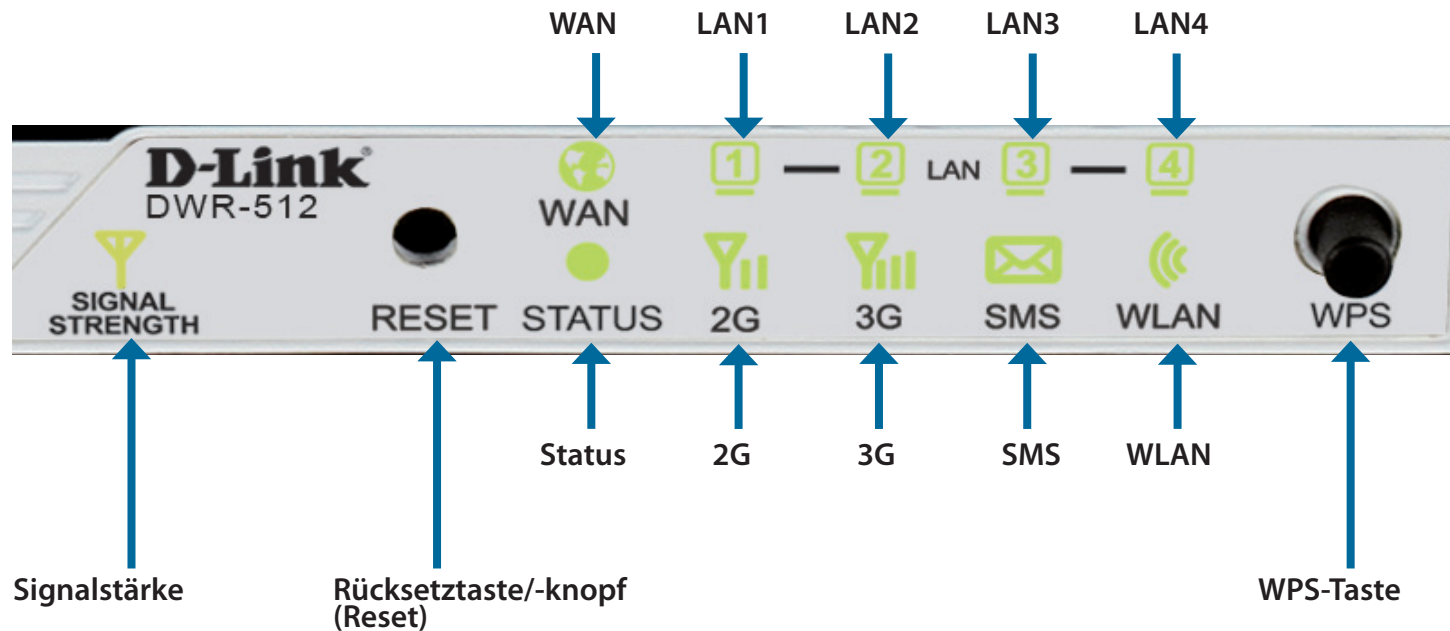 WAN LAN1 LAN2 LAN3 LAN4
D-Link®
DWR-512
1 2 LAN 3 4
WAN
SIGNAL
STRENGTH
RESET STATUS 2G 3G SMS WLAN WPS
Status 2G 3G SMS WLAN
Signalstärke Rücksetztaste/-knopf WPS-Taste
(Reset)